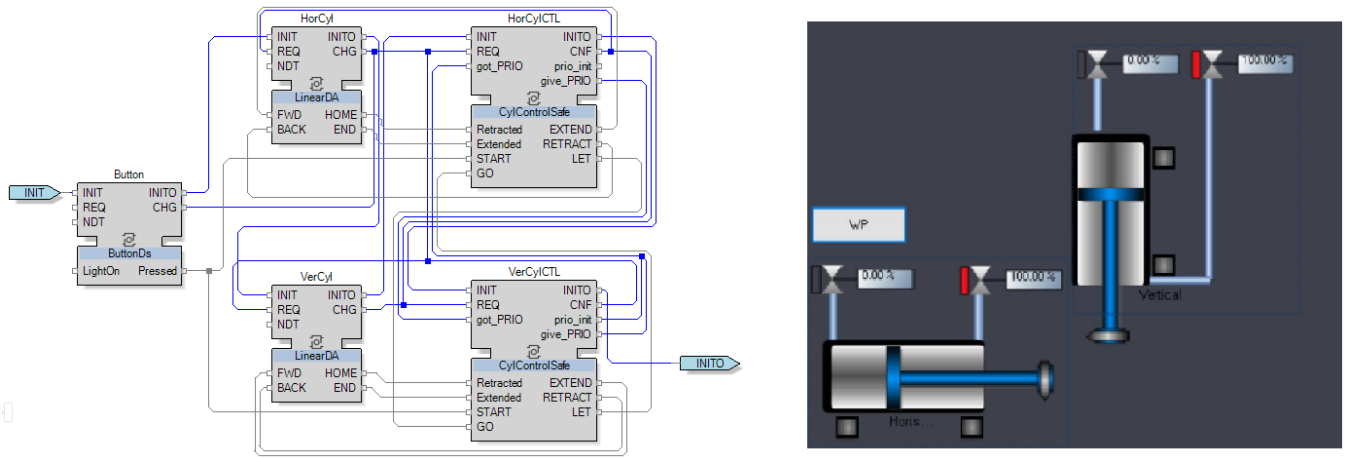 HorCyl
INIT INITO
REQ CHG
NDT
LinearDA
FWD HOME
BACK END
HorCyICTL
INIT INITO
REQ CNF
got_PRIO prio_init
give_PRIO
CylControlSafe
Retracted EXTEND
Extended RETRACT
START LET
GO
INIT
Button
INIT INITO
REQ CHG
NDT
ButtonDs
LightOn Pressed
VerCyl
INIT INITO
REQ CHG
NDT
LinearDA
FWD HOME
BACK END
VerCyICTL
INIT INITO
REQ CNF
got_PRIO prio_init
give_PRIO
CylControlSafe
Retracted EXTEND
Extended RETRACT
START LET
GO
INITO
0.00 % 100.00 %
Vertical
WP
0.00 % 100.00 %
Horis...